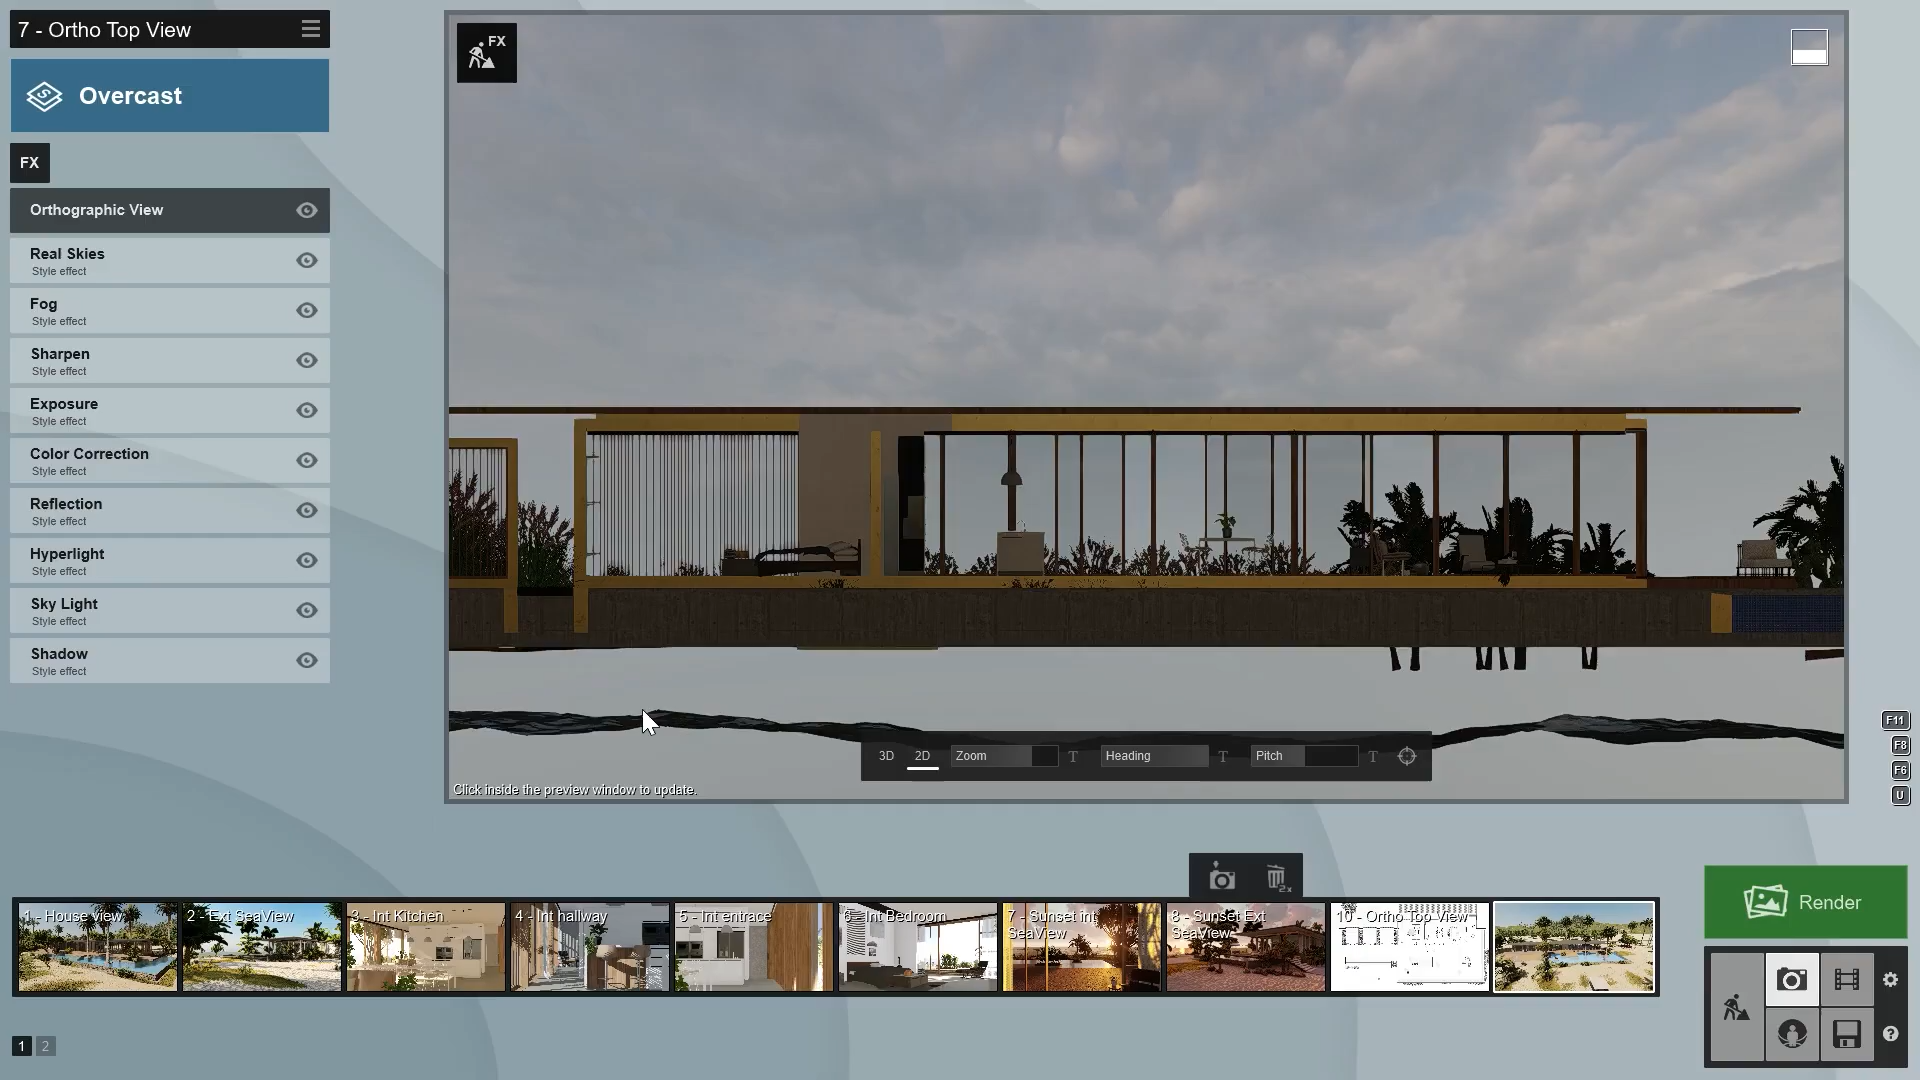 7 - Ortho Top View
Overcast
FX
Orthographic View
Real Skies
Style effect
Fog
Style effect
Sharpen
Style effect
Exposure
Style effect
Color Correction
Style effect
Reflection
Style effect
Hyperlight
Style effect
Sky Light
Style effect
Shadow
Style effect
FX
3D 2D Zoom T Heading T Pitch T
Click inside the preview window to update.
F11
F8
F6
U
2x
1 - House view
2 - Ext SeaView
3 - Int Kitchen
4 - Int hallway
5 - Int entrace
6 - Int Bedroom
7 - Sunset int
SeaView
8 - Sunset Ext
SeaView
10 - Ortho Top View
Render
1 2